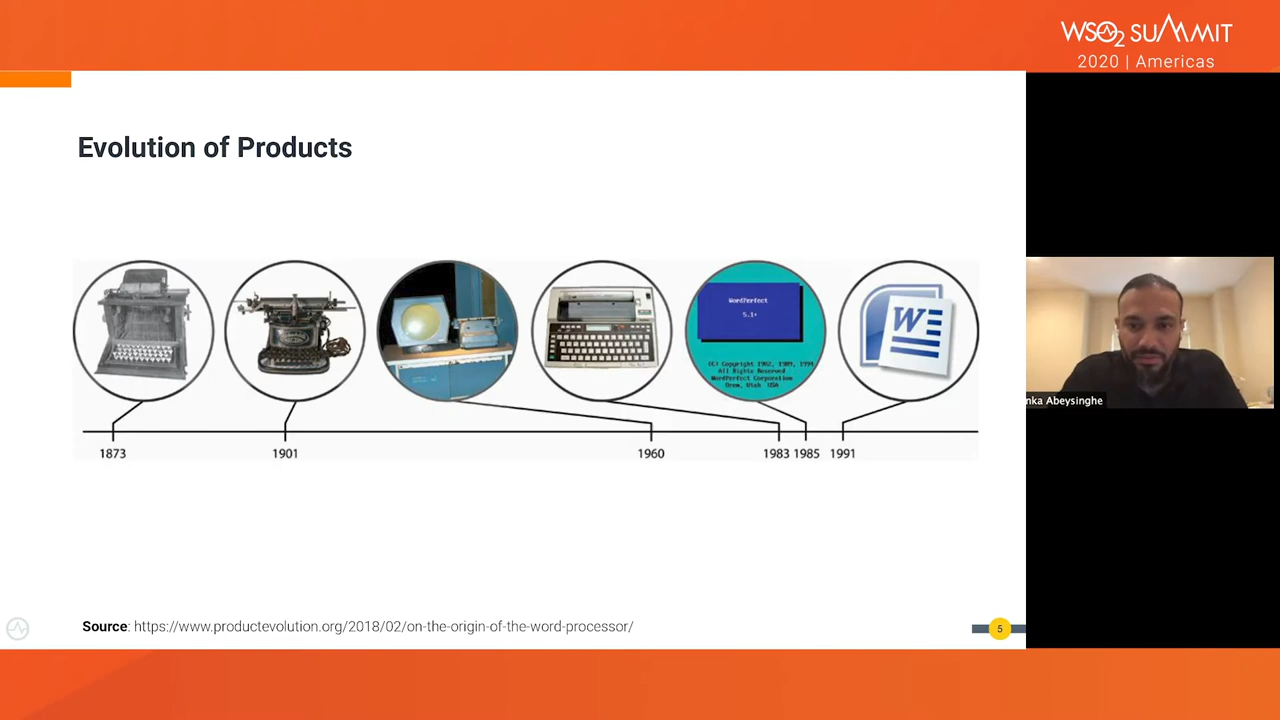 WSO2 SUMMIT
2020 | Americas
Evolution of Products
WordPerfect
5.1+
(C) Copyright 1982, 1989, 1991
All Rights Reserved
WordPerfect Corporation
Orem, Utah USA
W
1873 1901 1960 1983 1985 1991
nka Abeysinghe
Source: https://www.productevolution.org/2018/02/on-the-origin-of-the-word-processor/
5